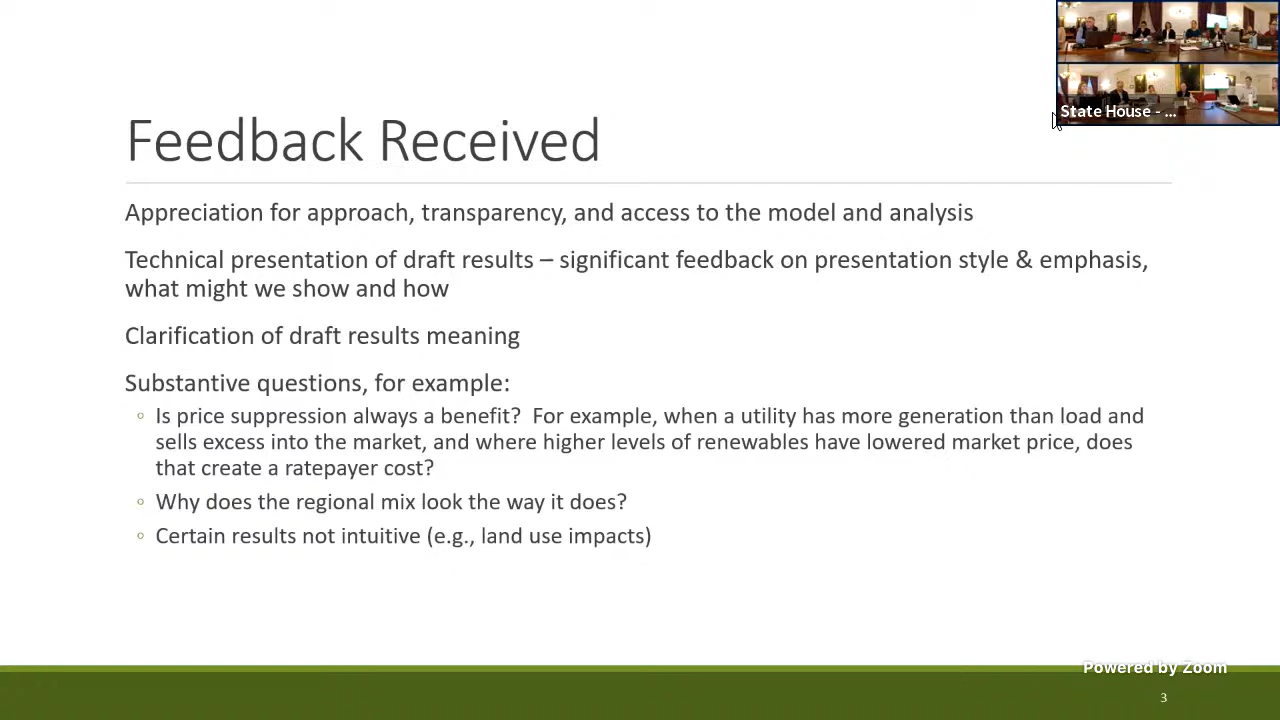 State House - ...
Feedback Received
Appreciation for approach, transparency, and access to the model and analysis
Technical presentation of draft results – significant feedback on presentation style & emphasis,
what might we show and how
Clarification of draft results meaning
Substantive questions, for example:
◦ Is price suppression always a benefit?  For example, when a utility has more generation than load and
sells excess into the market, and where higher levels of renewables have lowered market price, does
that create a ratepayer cost?
◦ Why does the regional mix look the way it does?
◦ Certain results not intuitive (e.g., land use impacts)
Powered by Zoom
3